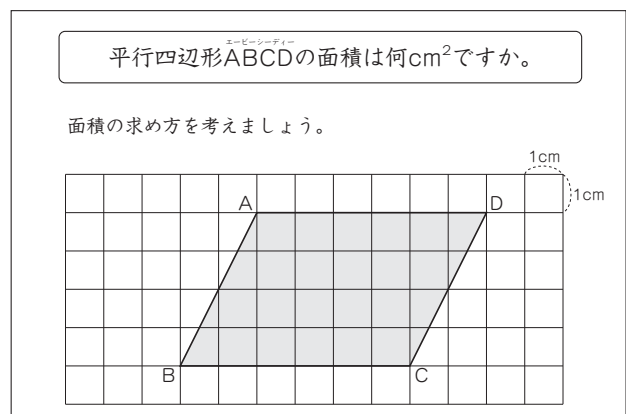 エービーシーディー
平行四辺形ABCDの面積は何cm²ですか。
面積の求め方を考えましょう。
1cm
1cm
A
D
B
C